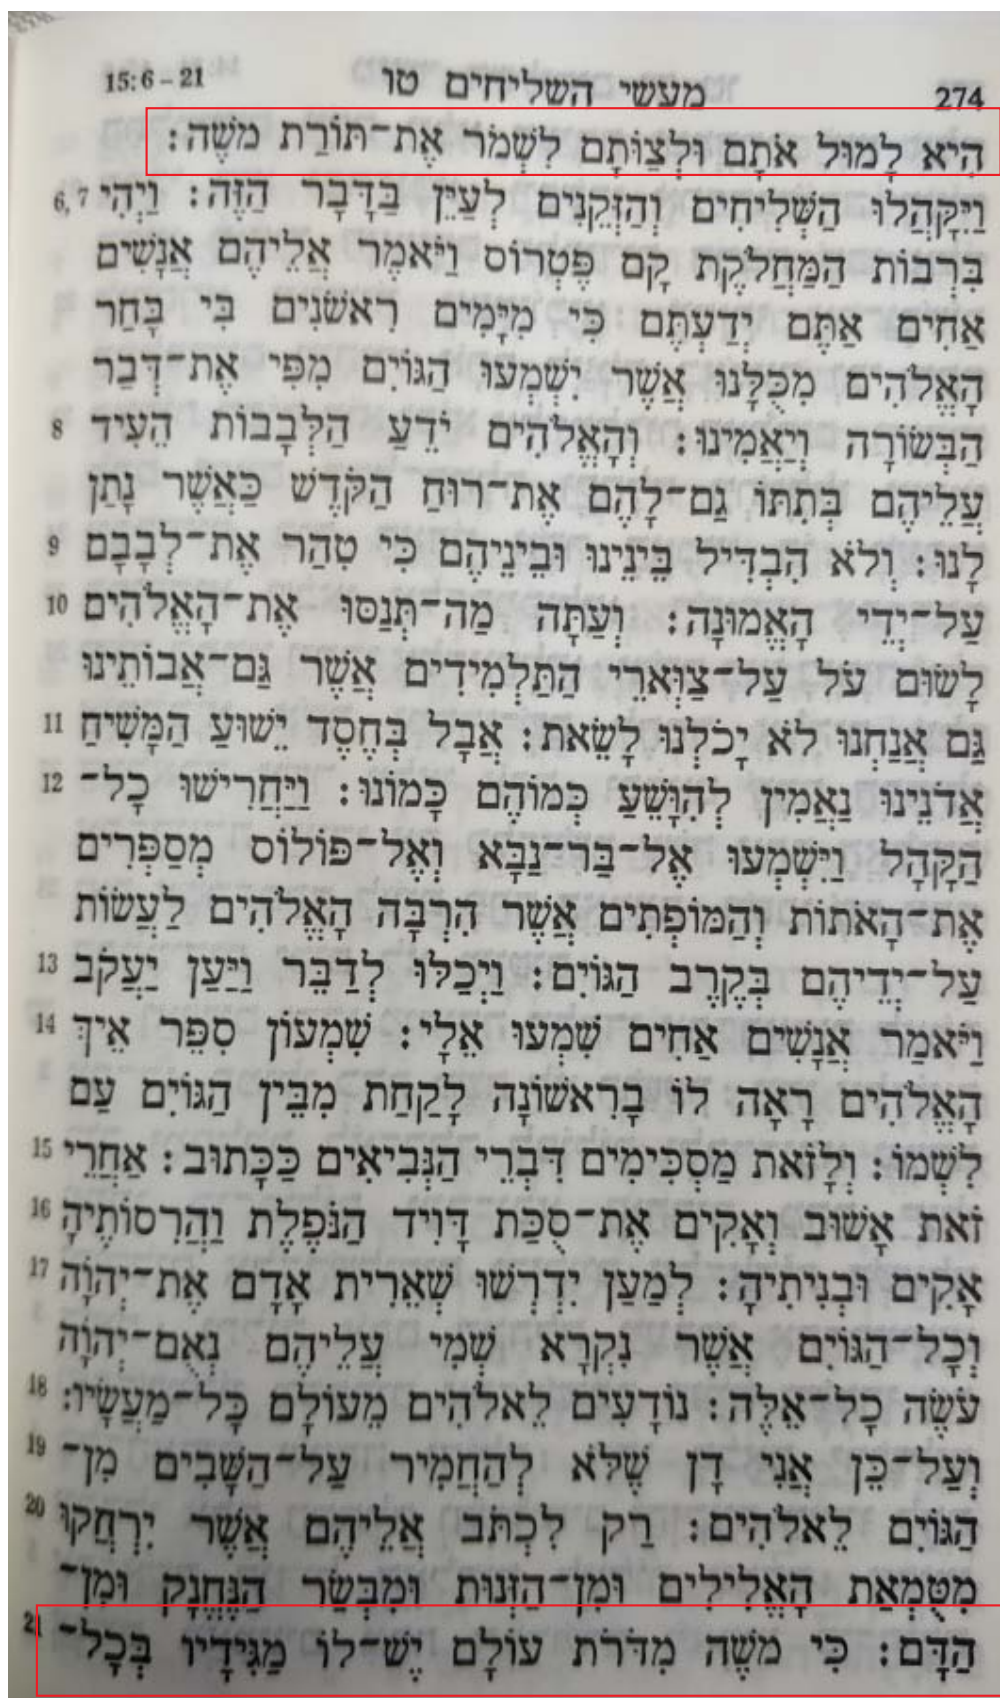 274 מעשי השליחים טו 15:6–21
הִיא לָמוּל אֹתָם וּלְצַוֹּתָם לִשְׁמֹר אֶת־תּוֹרַת משֶׁה:
וַיִּקָּהֲלוּ הַשְּׁלִיחִים וְהַזְּקֵנִים לְעַיֵּן בַּדָּבָר הַזֶּה: וַיְהִי 6, 7
בִּרְבוֹת הַמַּחֲלֹקֶת קָם פֶּטְרוֹס וַיֹּאמֶר אֲלֵיהֶם אֲנָשִׁים
אַחִים אַתֶּם יְדַעְתֶּם כִּי מִיָּמִים רִאשֹׁנִים בִּי בָּחַר
הָאֱלֹהִים מִכֻּלָּנוּ אֲשֶׁר יִשְׁמְעוּ הַגּוֹיִם מִפִּי אֶת־דְּבַר
הַבְּשׂוֹרָה וְיַאֲמִינוּ: וְהָאֱלֹהִים יֹדֵעַ הַלְּבָבוֹת הֵעִיד 8
עֲלֵיהֶם בְּתִתּוֹ גַם־לָהֶם אֶת־רוּחַ הַקֹּדֶשׁ כַּאֲשֶׁר נָתַן
לָנוּ: וְלֹא הִבְדִּיל בֵּינֵינוּ וּבֵינֵיהֶם כִּי טִהַר אֶת־לְבָבָם 9
עַל־יְדֵי הָאֱמוּנָה: וְעַתָּה מַה־תְּנַסּוּ אֶת־הָאֱלֹהִים 10
לָשׂוּם עֹל עַל־צַוְּארֵי הַתַּלְמִידִים אֲשֶׁר גַּם־אֲבוֹתֵינוּ
גַּם אֲנַחְנוּ לֹא יָכֹלְנוּ לָשֵׂאת: אֲבָל בְּחֶסֶד יֵשׁוּעַ הַמָּשִׁיחַ 11
אֲדֹנֵינוּ נַאֲמִין לְהִוָּשֵׁעַ כְּמוֹהֶם כָּמוֹנוּ: וַיַּחֲרִישׁוּ כָל־ 12
הַקָּהָל וַיִּשְׁמְעוּ אֶל־בַּר־נַבָּא וְאֶל־פּוֹלוֹס מְסַפְּרִים
אֶת־הָאֹתוֹת וְהַמּוֹפְתִים אֲשֶׁר הִרְבָּה הָאֱלֹהִים לַעֲשׂוֹת
עַל־יְדֵיהֶם בְּקֶרֶב הַגּוֹיִם: וַיְכַלּוּ לְדַבֵּר וַיַּעַן יַעֲקֹב 13
וַיֹּאמַר אֲנָשִׁים אַחִים שִׁמְעוּ אֵלָי: שִׁמְעוֹן סִפֵּר אֵיךְ 14
הָאֱלֹהִים רָאָה לוֹ בָרִאשׁוֹנָה לָקַחַת מִבֵּין הַגּוֹיִם עַם
לִשְׁמוֹ: וְלָזֹאת מַסְכִּימִים דִּבְרֵי הַנְּבִיאִים כַּכָּתוּב: אַחֲרֵי 15
זֹאת אָשׁוּב וְאָקִים אֶת־סֻכַּת דָּוִיד הַנֹּפֶלֶת וַהֲרִסוֹתֶיהָ 16
אָקִים וּבְנִיתִיהָ: לְמַעַן יִדְרְשׁוּ שְׁאֵרִית אָדָם אֶת־יְהוָֹה 17
וְכָל־הַגּוֹיִם אֲשֶׁר נִקְרָא שְׁמִי עֲלֵיהֶם נְאֻם־יְהוָֹה
עֹשֶׂה כָל־אֵלֶּה: נוֹדָעִים לֵאלֹהִים מֵעוֹלָם כָּל־מַעֲשָׂיו: 18
וְעַל־כֵּן אֲנִי דָן שֶׁלֹּא לְהַחֲמִיר עַל־הַשָּׁבִים מִן־ 19
הַגּוֹיִם לֵאלֹהִים: רַק לִכְתֹּב אֲלֵיהֶם אֲשֶׁר יִרְחֲקוּ 20
מִטֻּמְאַת הָאֱלִילִים וּמִן־הַזְּנוּת וּמִבְּשַׂר הַנֶּחֱנָק וּמִן־
הַדָּם: כִּי משֶׁה מִדֹּרֹת עוֹלָם יֶשׁ־לוֹ מַגִּידָיו בְּכָל־ 21